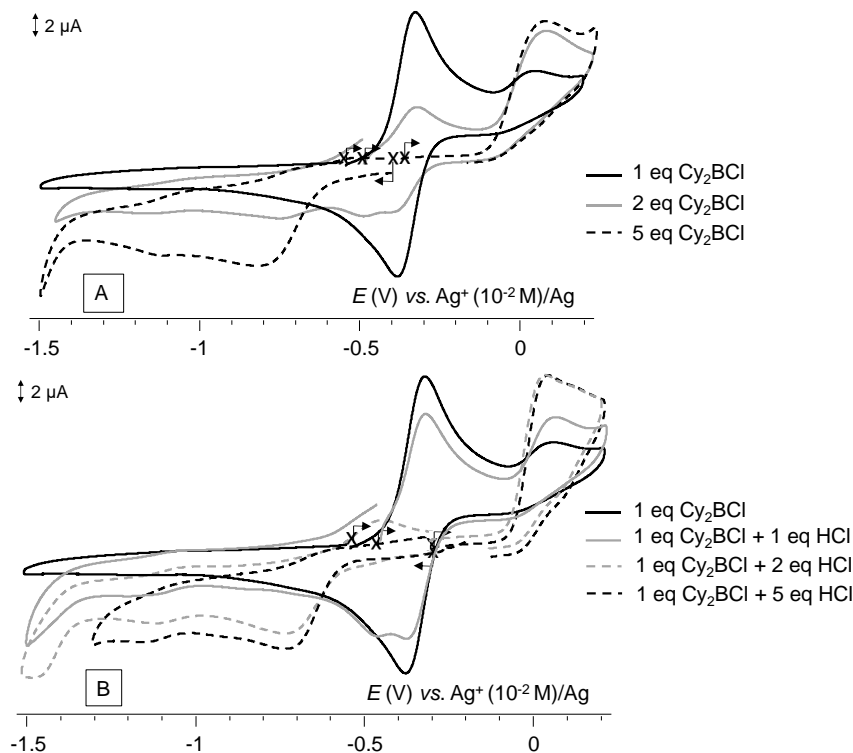 2 µA
1 eq Cy₂BCl
2 eq Cy₂BCl
5 eq Cy₂BCl
A
E (V) vs. Ag⁺ (10⁻² M)/Ag
-1.5 -1 -0.5 0
2 µA
1 eq Cy₂BCl
1 eq Cy₂BCl + 1 eq HCl
1 eq Cy₂BCl + 2 eq HCl
1 eq Cy₂BCl + 5 eq HCl
B
E (V) vs. Ag⁺ (10⁻² M)/Ag
-1.5 -1 -0.5 0